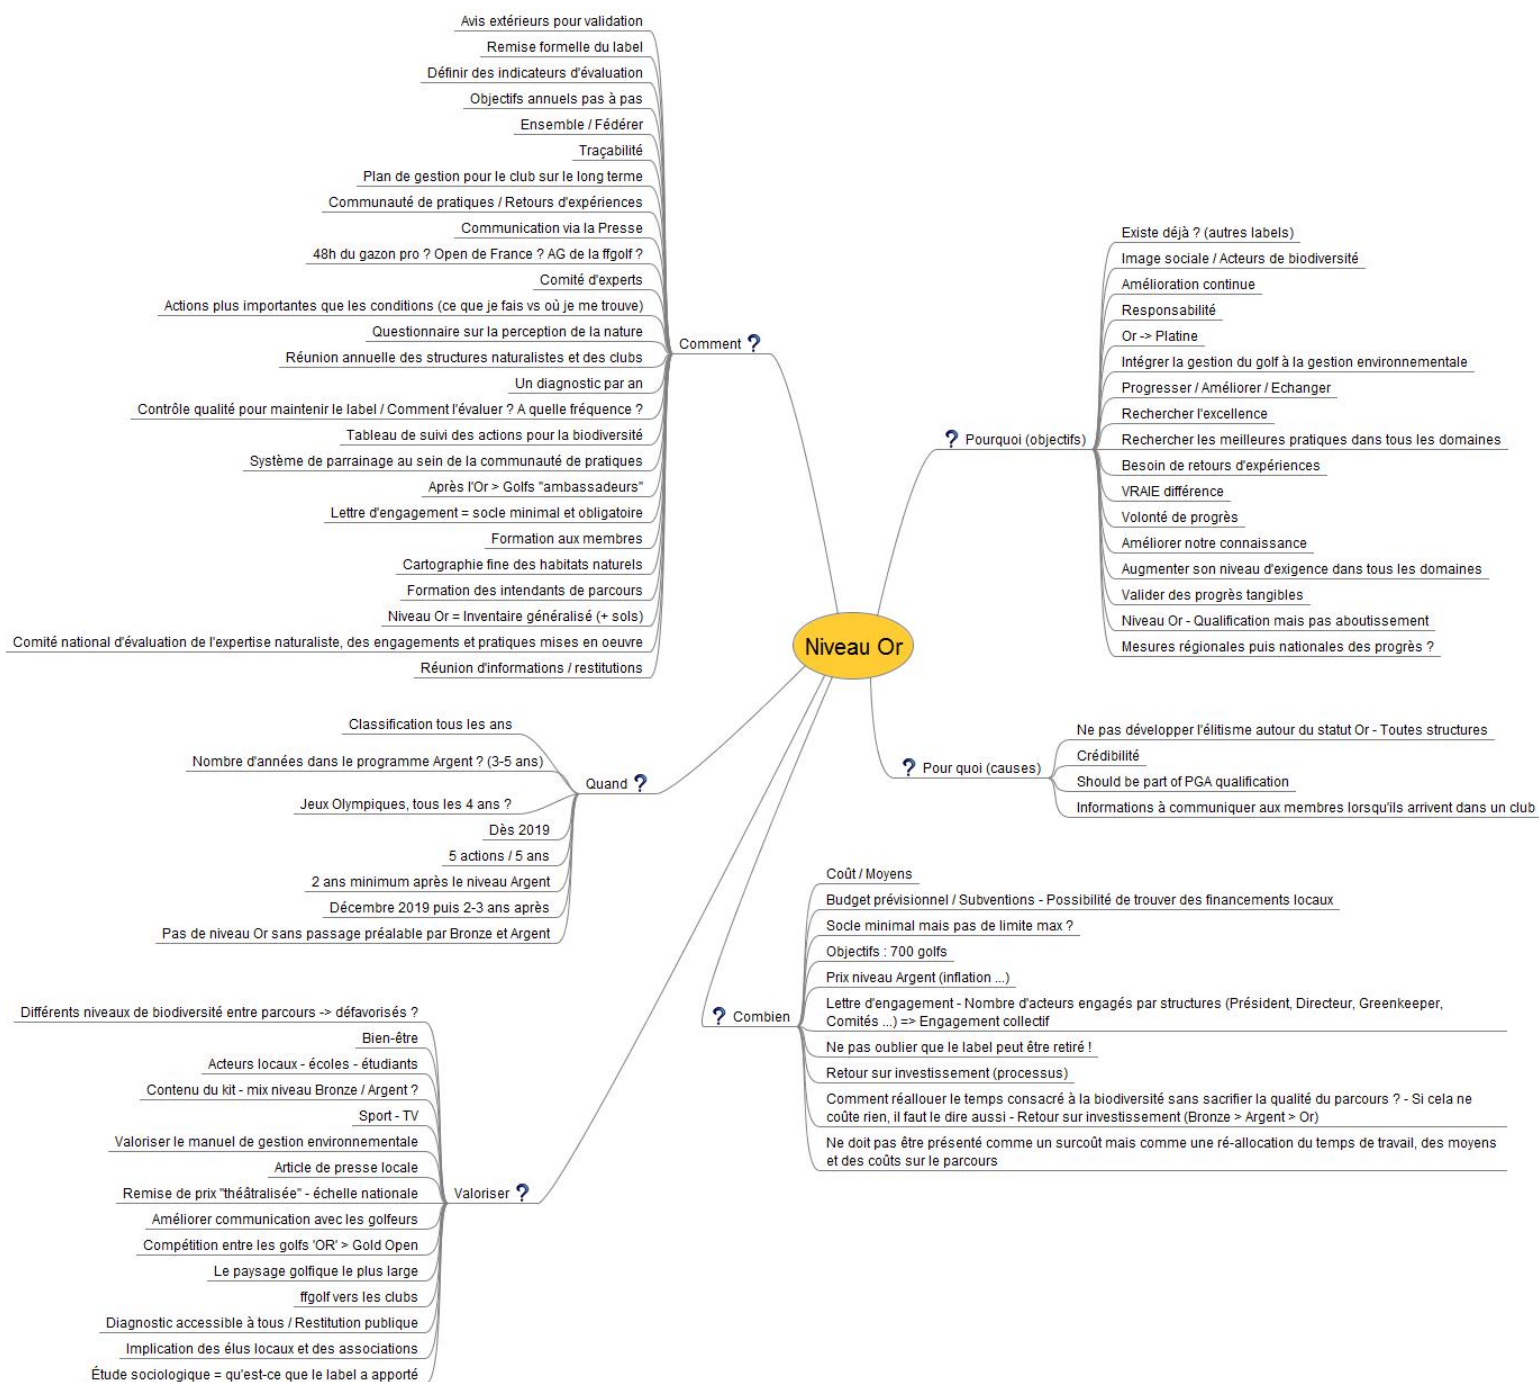 Avis extérieurs pour validation
Remise formelle du label
Définir des indicateurs d'évaluation
Objectifs annuels pas à pas
Ensemble / Fédérer
Traçabilité
Plan de gestion pour le club sur le long terme
Communauté de pratiques / Retours d'expériences
Communication via la Presse
48h du gazon pro ? Open de France ? AG de la ffgolf ?
Comité d'experts
Actions plus importantes que les conditions (ce que je fais vs où je me trouve)
Questionnaire sur la perception de la nature
Réunion annuelle des structures naturalistes et des clubs
Un diagnostic par an
Contrôle qualité pour maintenir le label / Comment l'évaluer ? A quelle fréquence ?
Tableau de suivi des actions pour la biodiversité
Système de parrainage au sein de la communauté de pratiques
Après l'Or > Golfs "ambassadeurs"
Lettre d'engagement = socle minimal et obligatoire
Formation aux membres
Cartographie fine des habitats naturels
Formation des intendants de parcours
Niveau Or = Inventaire généralisé (+ sols)
Comité national d'évaluation de l'expertise naturaliste, des engagements et pratiques mises en oeuvre
Réunion d'informations / restitutions
Comment ?
Classification tous les ans
Nombre d'années dans le programme Argent ? (3-5 ans)
Jeux Olympiques, tous les 4 ans ?
Dès 2019
5 actions / 5 ans
2 ans minimum après le niveau Argent
Décembre 2019 puis 2-3 ans après
Pas de niveau Or sans passage préalable par Bronze et Argent
Quand ?
Différents niveaux de biodiversité entre parcours -> défavorisés ?
Bien-être
Acteurs locaux - écoles - étudiants
Contenu du kit - mix niveau Bronze / Argent ?
Sport - TV
Valoriser le manuel de gestion environnementale
Article de presse locale
Remise de prix "théâtralisée" - échelle nationale
Améliorer communication avec les golfeurs
Compétition entre les golfs 'OR' > Gold Open
Le paysage golfique le plus large
ffgolf vers les clubs
Diagnostic accessible à tous / Restitution publique
Implication des élus locaux et des associations
Étude sociologique = qu'est-ce que le label a apporté
Valoriser ?
Niveau Or
? Pourquoi (objectifs)
Existe déjà ? (autres labels)
Image sociale / Acteurs de biodiversité
Amélioration continue
Responsabilité
Or -> Platine
Intégrer la gestion du golf à la gestion environnementale
Progresser / Améliorer / Echanger
Rechercher l'excellence
Rechercher les meilleures pratiques dans tous les domaines
Besoin de retours d'expériences
VRAIE différence
Volonté de progrès
Améliorer notre connaissance
Augmenter son niveau d'exigence dans tous les domaines
Valider des progrès tangibles
Niveau Or - Qualification mais pas aboutissement
Mesures régionales puis nationales des progrès ?
? Pour quoi (causes)
Ne pas développer l'élitisme autour du statut Or - Toutes structures
Crédibilité
Should be part of PGA qualification
Informations à communiquer aux membres lorsqu'ils arrivent dans un club
? Combien
Coût / Moyens
Budget prévisionnel / Subventions - Possibilité de trouver des financements locaux
Socle minimal mais pas de limite max ?
Objectifs : 700 golfs
Prix niveau Argent (inflation ...)
Lettre d'engagement - Nombre d'acteurs engagés par structures (Président, Directeur, Greenkeeper,
Comités ...) => Engagement collectif
Ne pas oublier que le label peut être retiré !
Retour sur investissement (processus)
Comment réallouer le temps consacré à la biodiversité sans sacrifier la qualité du parcours ? - Si cela ne
coûte rien, il faut le dire aussi - Retour sur investissement (Bronze > Argent > Or)
Ne doit pas être présenté comme un surcoût mais comme une ré-allocation du temps de travail, des moyens
et des coûts sur le parcours